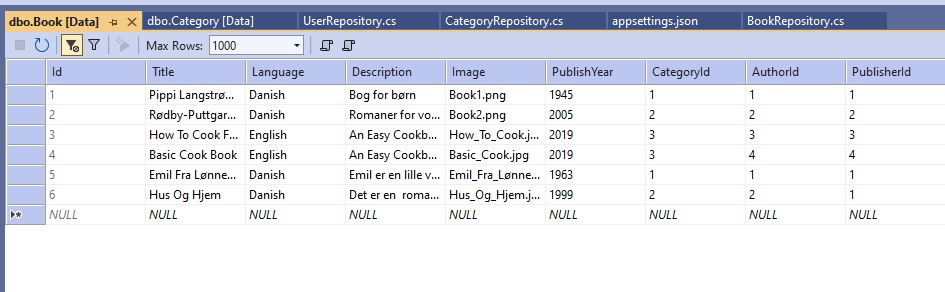 dbo.Book [Data] dbo.Category [Data] UserRepository.cs CategoryRepository.cs appsettings.json BookRepository.cs
Max Rows: 1000
Id Title Language Description Image PublishYear CategoryId AuthorId PublisherId
1 Pippi Langstrø... Danish Bog for børn Book1.png 1945 1 1 1
2 Rødby-Puttgar... Danish Romaner for vo... Book2.png 2005 2 2 2
3 How To Cook F... English An Easy Cookb... How_To_Cook.j... 2019 3 3 3
4 Basic Cook Book English An Easy Cookb... Basic_Cook.jpg 2019 3 4 4
5 Emil Fra Lønne... Danish Emil er en lille v... Emil_Fra_Lønne... 1963 1 1 1
6 Hus Og Hjem Danish Det er en  roma... Hus_Og_Hjem.j... 1999 2 2 1
NULL NULL NULL NULL NULL NULL NULL NULL NULL